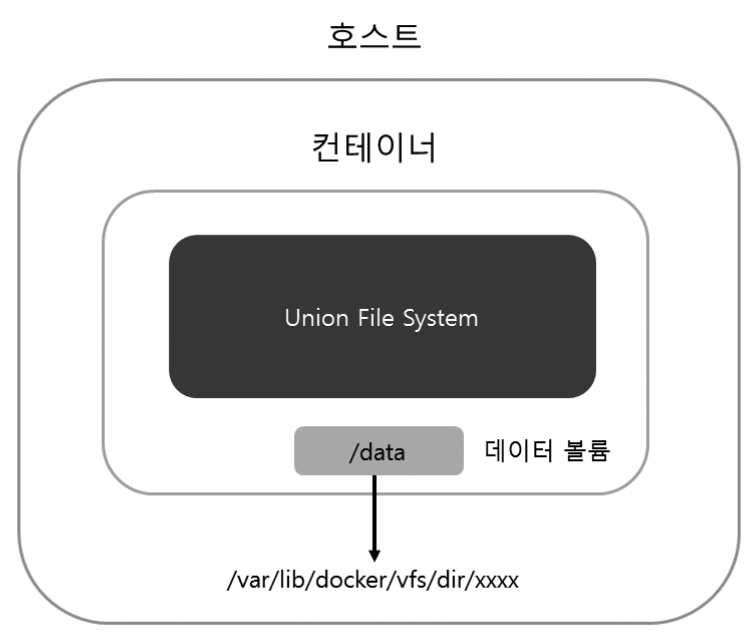 호스트
컨테이너
Union File System
/data
데이터 볼륨
/var/lib/docker/vfs/dir/xxxx